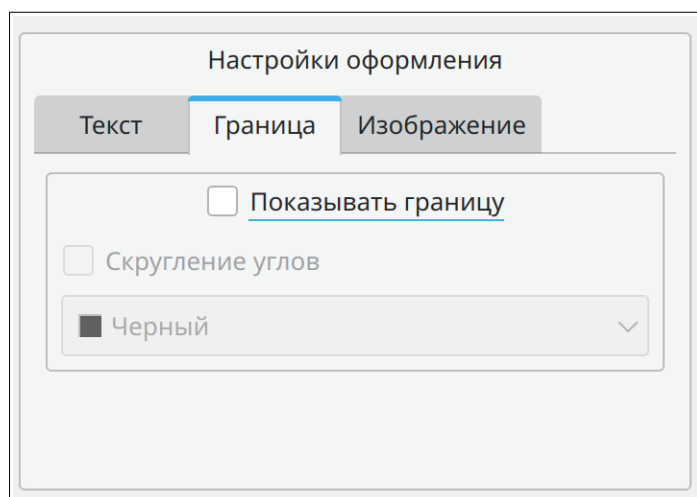 Настройки оформления
Текст Граница Изображение
Показывать границу
Скругление углов
Черный